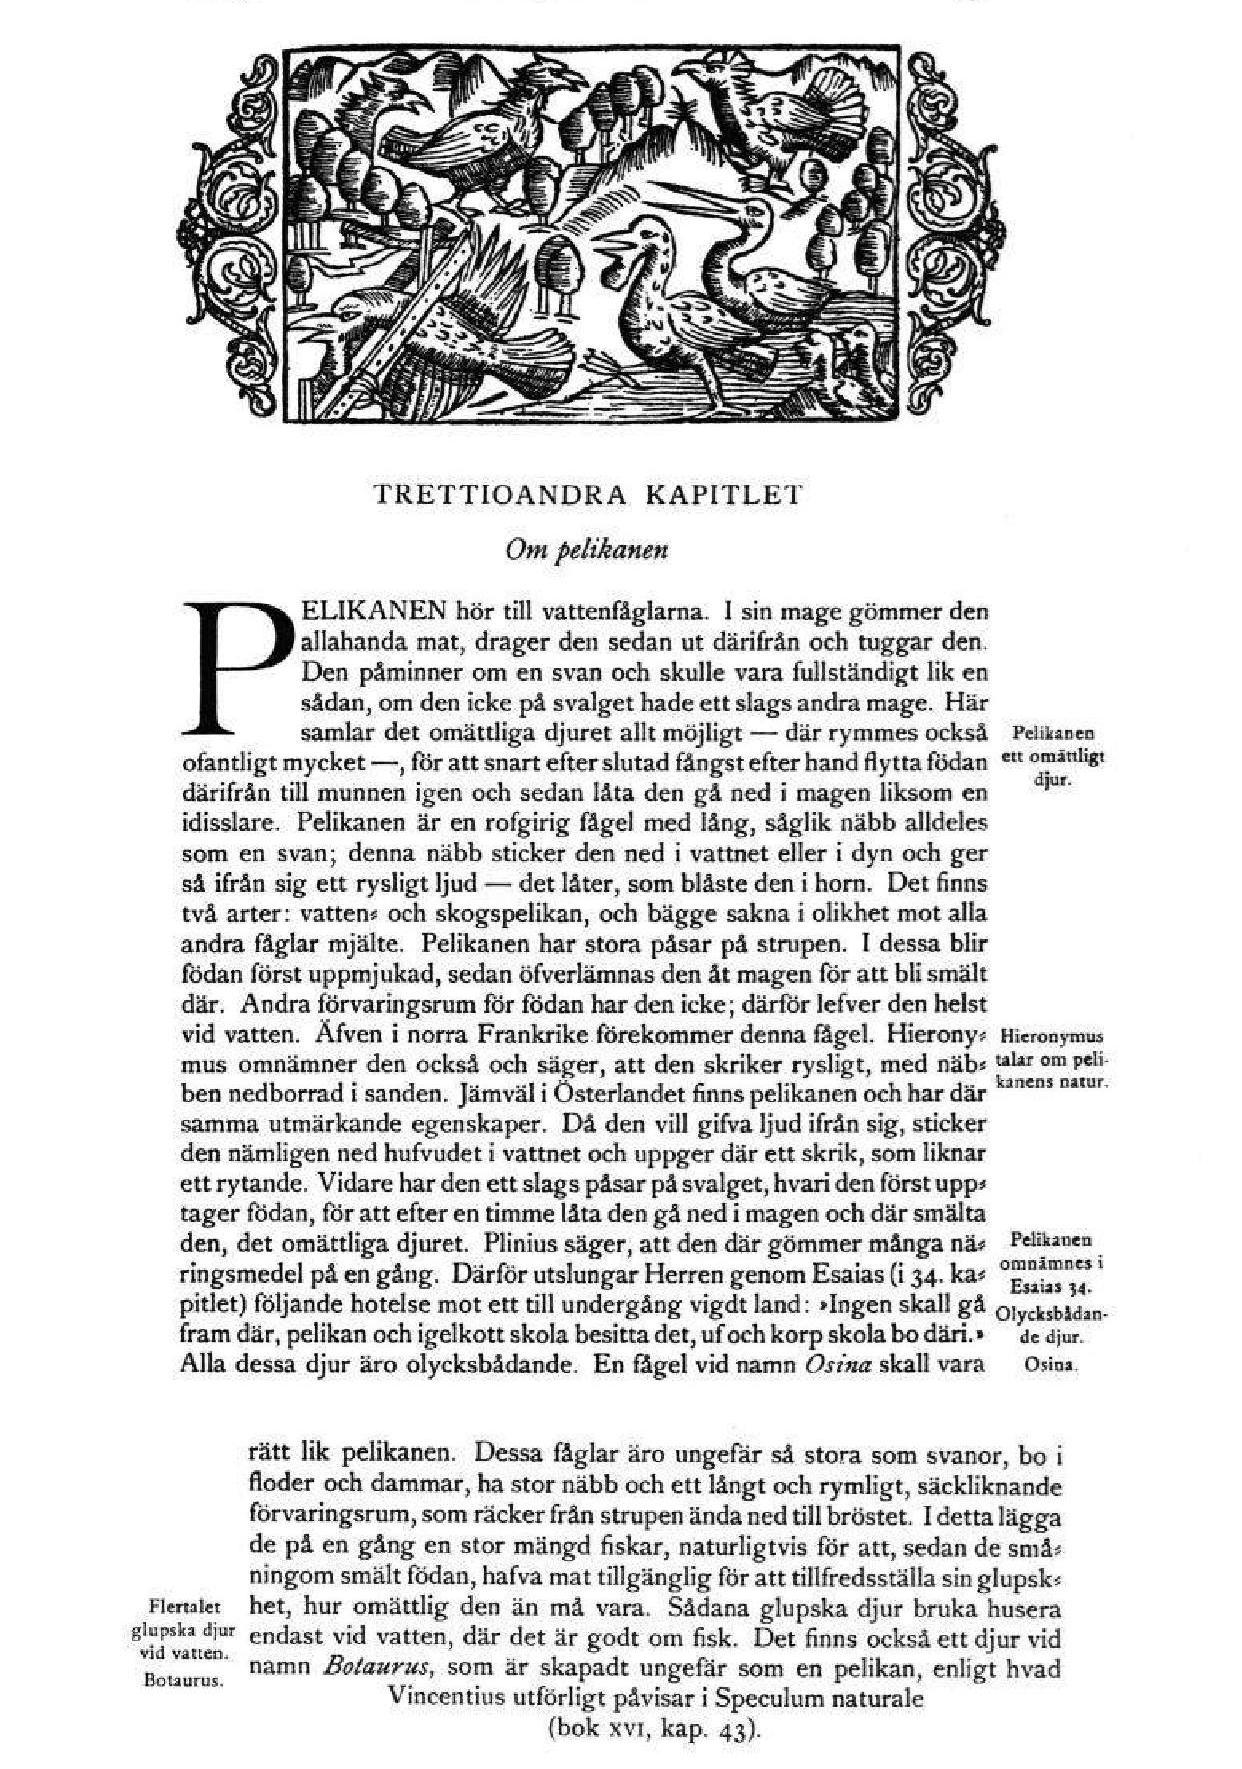 TRETTIOANDRA KAPITLET
Om pelikanen
PELIKANEN hör till vattenfåglarna. I sin mage gömmer den
allahanda mat, drager den sedan ut därifrån och tuggar den.
Den påminner om en svan och skulle vara fullständigt lik en
sådan, om den icke på svalget hade ett slags andra mage. Här
samlar det omättliga djuret allt möjligt — där rymmes också
ofantligt mycket —, för att snart efter slutad fångst efter hand flytta födan
därifrån till munnen igen och sedan låta den gå ned i magen liksom en
idisslare. Pelikanen är en rofgirig fågel med lång, såglik näbb alldeles
som en svan; denna näbb sticker den ned i vattnet eller i dyn och ger
så ifrån sig ett rysligt ljud — det låter, som blåste den i horn. Det finns
två arter: vatten- och skogspelikan, och bägge sakna i olikhet mot alla
andra fåglar mjälte. Pelikanen har stora påsar på strupen. I dessa blir
födan först uppmjukad, sedan öfverlämnas den åt magen för att bli smält
där. Andra förvaringsrum för födan har den icke; därför lefver den helst
vid vatten. Äfven i norra Frankrike förekommer denna fågel. Hierony-
mus omnämner den också och säger, att den skriker rysligt, med näb-
ben nedborrad i sanden. Jämväl i Österlandet finns pelikanen och har där
samma utmärkande egenskaper. Då den vill gifva ljud ifrån sig, sticker
den nämligen ned hufvudet i vattnet och uppger där ett skrik, som liknar
ett rytande. Vidare har den ett slags påsar på svalget, hvari den först upp-
tager födan, för att efter en timme låta den gå ned i magen och där smälta
den, det omättliga djuret. Plinius säger, att den där gömmer många nä-
ringsmedel på en gång. Därför utslungar Herren genom Esaias (i 34. ka-
pitlet) följande hotelse mot ett till undergång vigdt land: »Ingen skall gå
fram där, pelikan och igelkott skola besitta det, uf och korp skola bo däri.»
Alla dessa djur äro olycksbådande. En fågel vid namn Osina skall vara
Pelikanen
ett omättligt
djur.
Hieronymus
talar om peli-
kanens natur.
Pelikanen
omnämnes i
Esaias 34.
Olycksbådan-
de djur.
Osina.
rätt lik pelikanen. Dessa fåglar äro ungefär så stora som svanor, bo i
floder och dammar, ha stor näbb och ett långt och rymligt, säckliknande
förvaringsrum, som räcker från strupen ända ned till bröstet. I detta lägga
de på en gång en stor mängd fiskar, naturligtvis för att, sedan de små-
ningom smält födan, hafva mat tillgänglig för att tillfredsställa sin glupsk-
het, hur omättlig den än må vara. Sådana glupska djur bruka husera
endast vid vatten, där det är godt om fisk. Det finns också ett djur vid
namn Botaurus, som är skapadt ungefär som en pelikan, enligt hvad
Vincentius utförligt påvisar i Speculum naturale
(bok XVI, kap. 43).
Flertalet
glupska djur
vid vatten.
Botaurus.